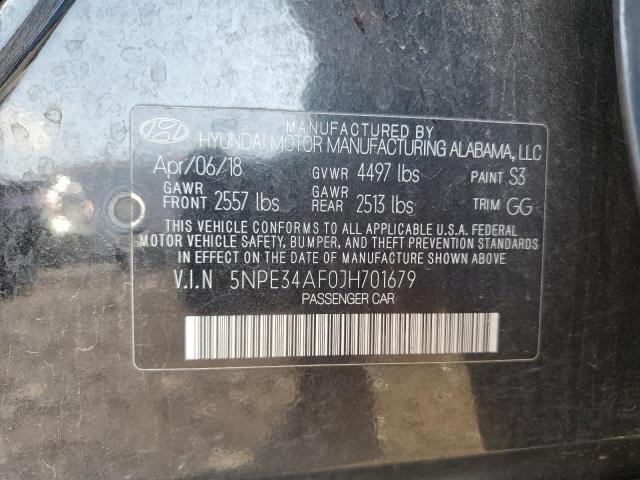 MANUFACTURED BY
HYUNDAI MOTOR MANUFACTURING ALABAMA, LLC
Apr/06/18 GVWR 4497 lbs PAINT S3
GAWR FRONT 2557 lbs GAWR REAR 2513 lbs TRIM GG
THIS VEHICLE CONFORMS TO ALL APPLICABLE U.S.A. FEDERAL
MOTOR VEHICLE SAFETY, BUMPER, AND THEFT PREVENTION STANDARDS
IN EFFECT ON THE DATE OF MANUFACTURE SHOWN ABOVE.
V.I.N 5NPE34AF0JH701679
PASSENGER CAR